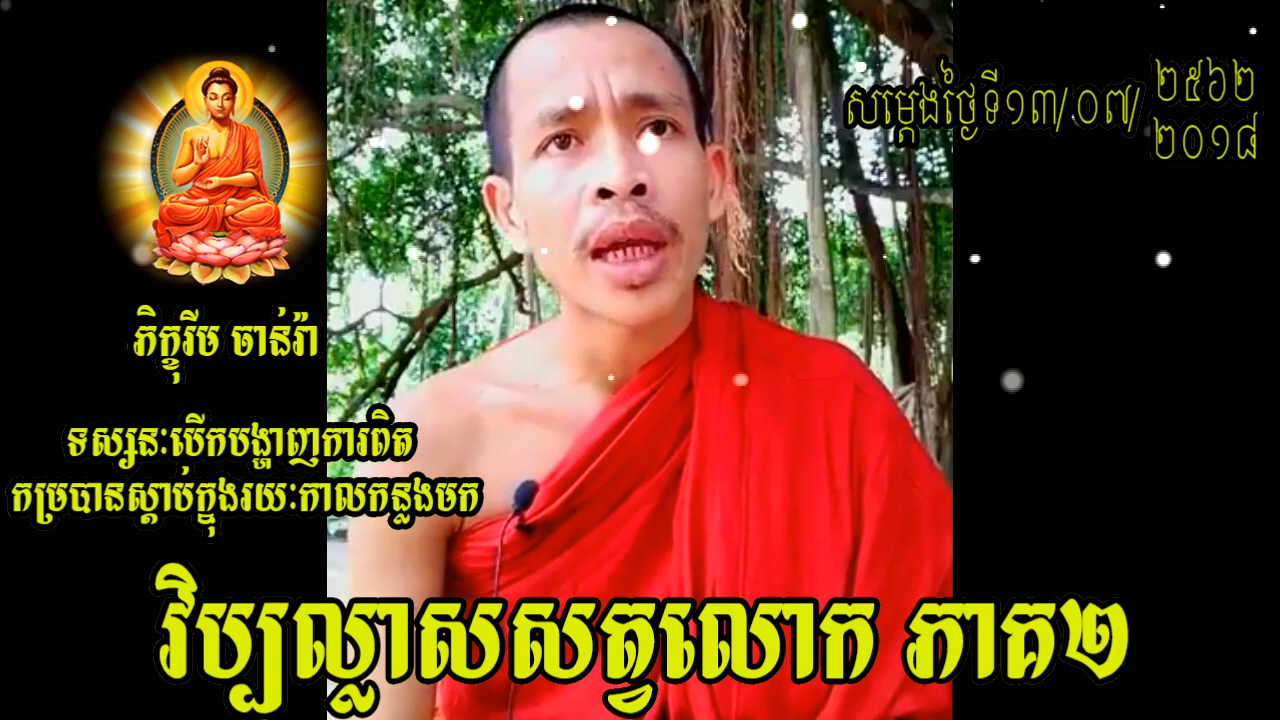 សម្ដេងថ្ងៃទី១៣/០៧/ ២៥៦២
២០១៨
ភិក្ខុរីម ចាន់រ៉ា
ទស្សនៈបើកបង្ហាញការពិត
កម្របានស្ដាប់ក្នុងរយៈកាលកន្លងមក
វិប្បល្លាសសត្វលោក ភាគ២